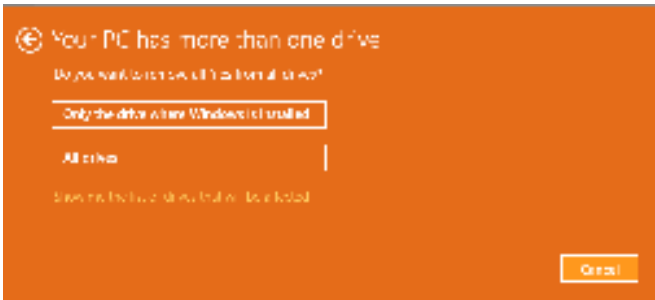 Your PC has more than one drive
Do you want to remove all files from all drives?
Only the drive where Windows is installed
All drives
Show me the list of drives that will be affected
Cancel